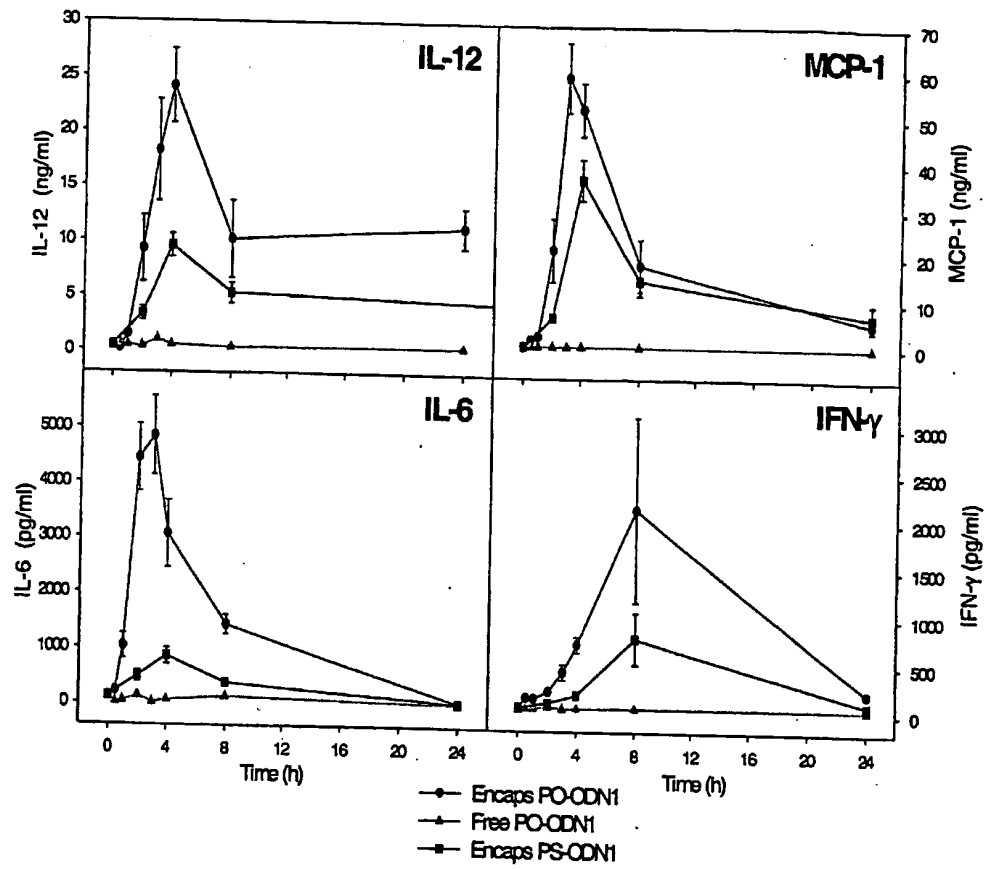 IL-12
IL-12 (ng/ml)
30
25
20
15
10
5
0
MCP-1
MCP-1 (ng/ml)
70
60
50
40
30
20
10
0
IL-6
IL-6 (pg/ml)
5000
4000
3000
2000
1000
0
0 4 8 12 16 20 24
Time (h)
IFN-γ
IFN-γ (pg/ml)
3000
2500
2000
1500
1000
500
0
0 4 8 12 16 20 24
Time (h)
Encaps PO-ODN1
Free PO-ODN1
Encaps PS-ODN1